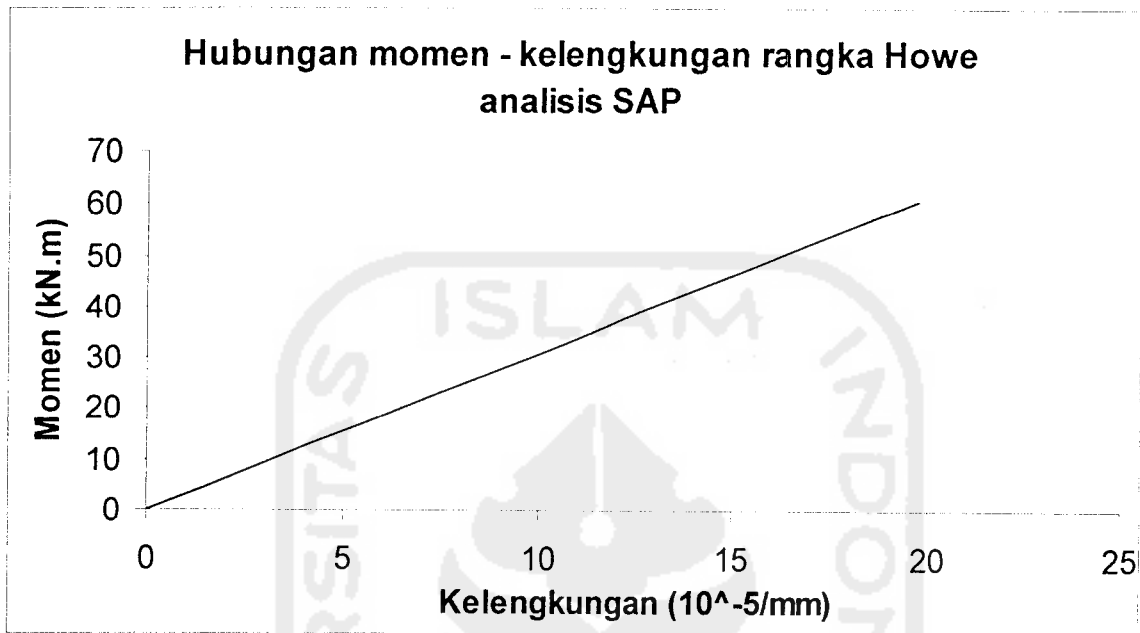 Hubungan momen - kelengkungan rangka Howe
analisis SAP
70
60
50
40
30
20
10
0
Momen (kN.m)
0 5 10 15 20 25
Kelengkungan (10^-5/mm)
ISLAM